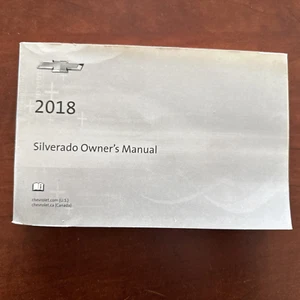 2018
Silverado Owner's Manual
chevrolet.com (U.S.)
chevrolet.ca (Canada)